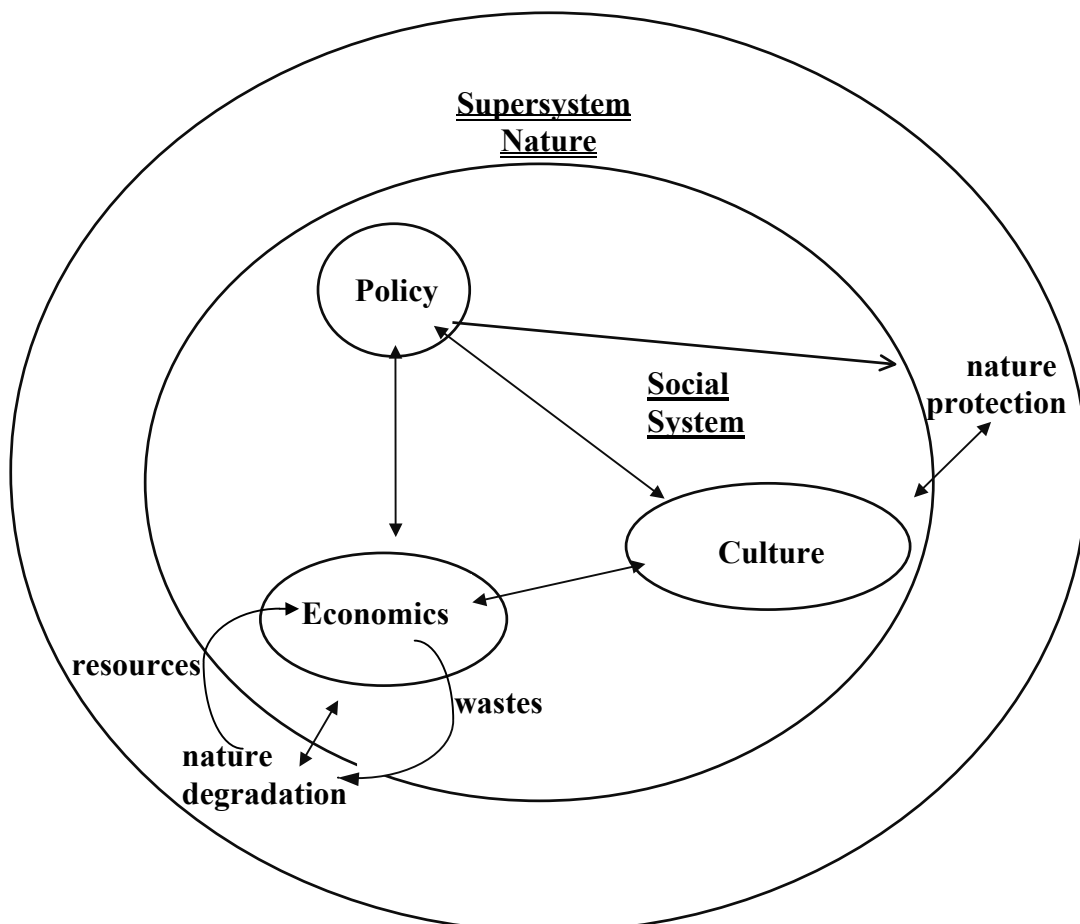 Supersystem
Nature
Policy
Social
System
nature
protection
Culture
Economics
resources
wastes
nature
degradation